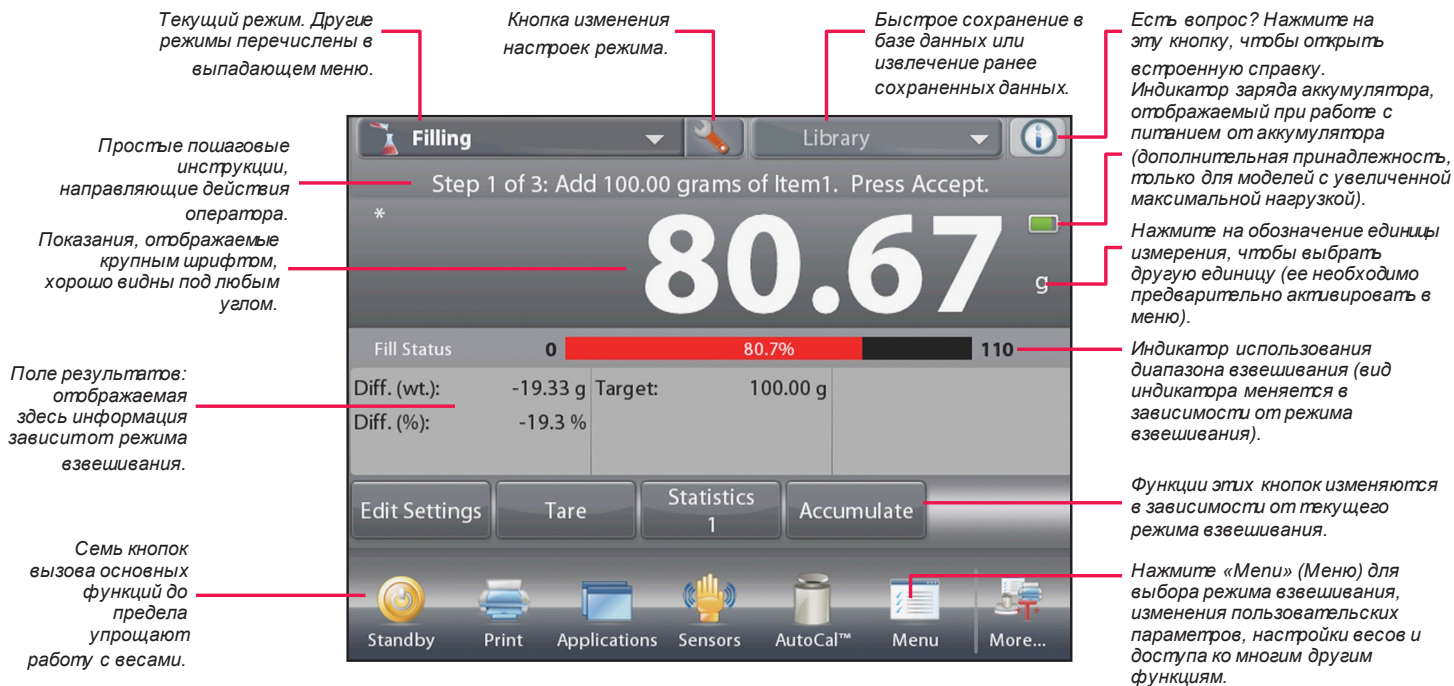 Текущий режим. Другие
режимы перечислены в
выпадающем меню.
Кнопка изменения
настроек режима.
Быстрое сохранение в
базе данных или
извлечение ранее
сохраненных данных.
Есть вопрос? Нажмите на
эту кнопку, чтобы открыть
встроенную справку.
Индикатор заряда аккумулятора,
отображаемый при работе с
питанием от аккумулятора
(дополнительная принадлежность,
только для моделей с увеличенной
максимальной нагрузкой).
Простые пошаговые
инструкции,
направляющие действия
оператора.
Показания, отображаемые
крупным шрифтом,
хорошо видны под любым
углом.
Нажмите на обозначение единицы
измерения, чтобы выбрать
другую единицу (ее необходимо
предварительно активировать в
меню).
Индикатор использования
диапазона взвешивания (вид
индикатора меняется в
зависимости от режима
взвешивания).
Поле результатов:
отображаемая
здесь информация
зависитот режима
взвешивания.
Функции этих кнопок изменяются
в зависимости от текущего
режима взвешивания.
Семь кнопок
вызова основных
функций до
предела
упрощают
работу с весами.
Нажмите «Menu» (Меню) для
выбора режима взвешивания,
изменения пользовательских
параметров, настройки весов и
доступа ко многим другим
функциям.
Filling
Library
Step 1 of 3: Add 100.00 grams of Item1. Press Accept.
*
80.67
g
Fill Status 0 80.7% 110
Diff. (wt.): -19.33 g Target: 100.00 g
Diff. (%): -19.3 %
Edit Settings
Tare
Statistics
1
Accumulate
Standby Print Applications Sensors AutoCal™ Menu More...